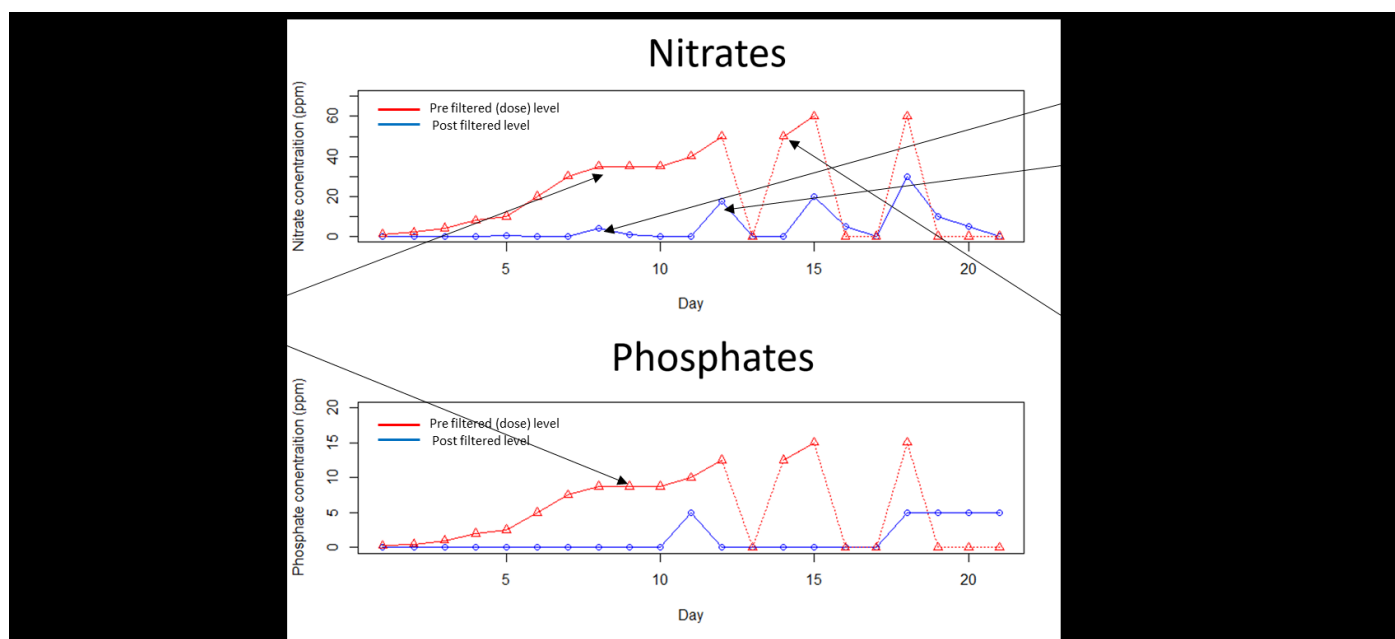 Nitrates
Nitrate conentraition (ppm)
60
40
20
0
Pre filtered (dose) level
Post filtered level
5
10
15
20
Day
Phosphates
Phosphate conentraition (ppm)
20
15
10
5
0
Pre filtered (dose) level
Post filtered level
5
10
15
20
Day